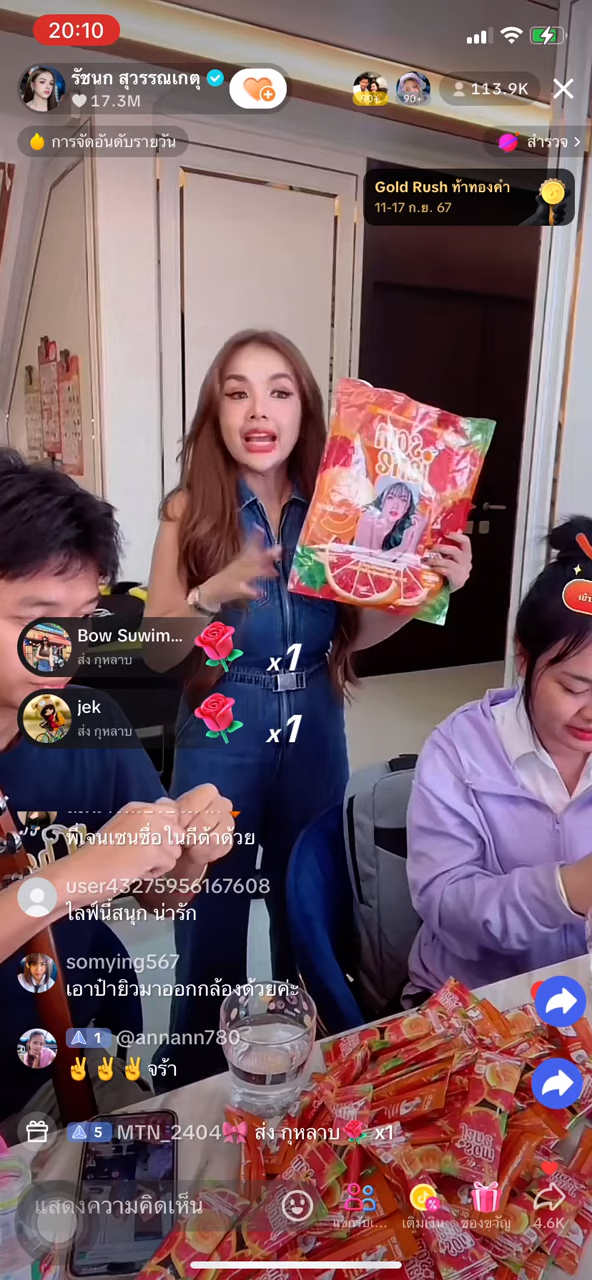 20:10
รัชนก สุวรรณเกตุ
17.3M
90+
90+
113.9K
การจัดอันดับรายวัน
สำรวจ >
Gold Rush ท้าทองคำ
11-17 ก.ย. 67
Bow Suwim...
ส่ง กุหลาบ
x1
jek
ส่ง กุหลาบ
x1
พี่เจนเซนชื่อในกีต้าด้วย
user43275956167608
ไลฟ์นี้สนุก น่ารัก
somying567
เอาป๋ายิวมาออกกล้องด้วยค่ะ
1 @annann780
✌✌✌จร้า
5 MTN_2404🎀 ส่ง กุหลาบ🌹 x1
แสดงความคิดเห็น
เติมเงิน
ของขวัญ
4.6K